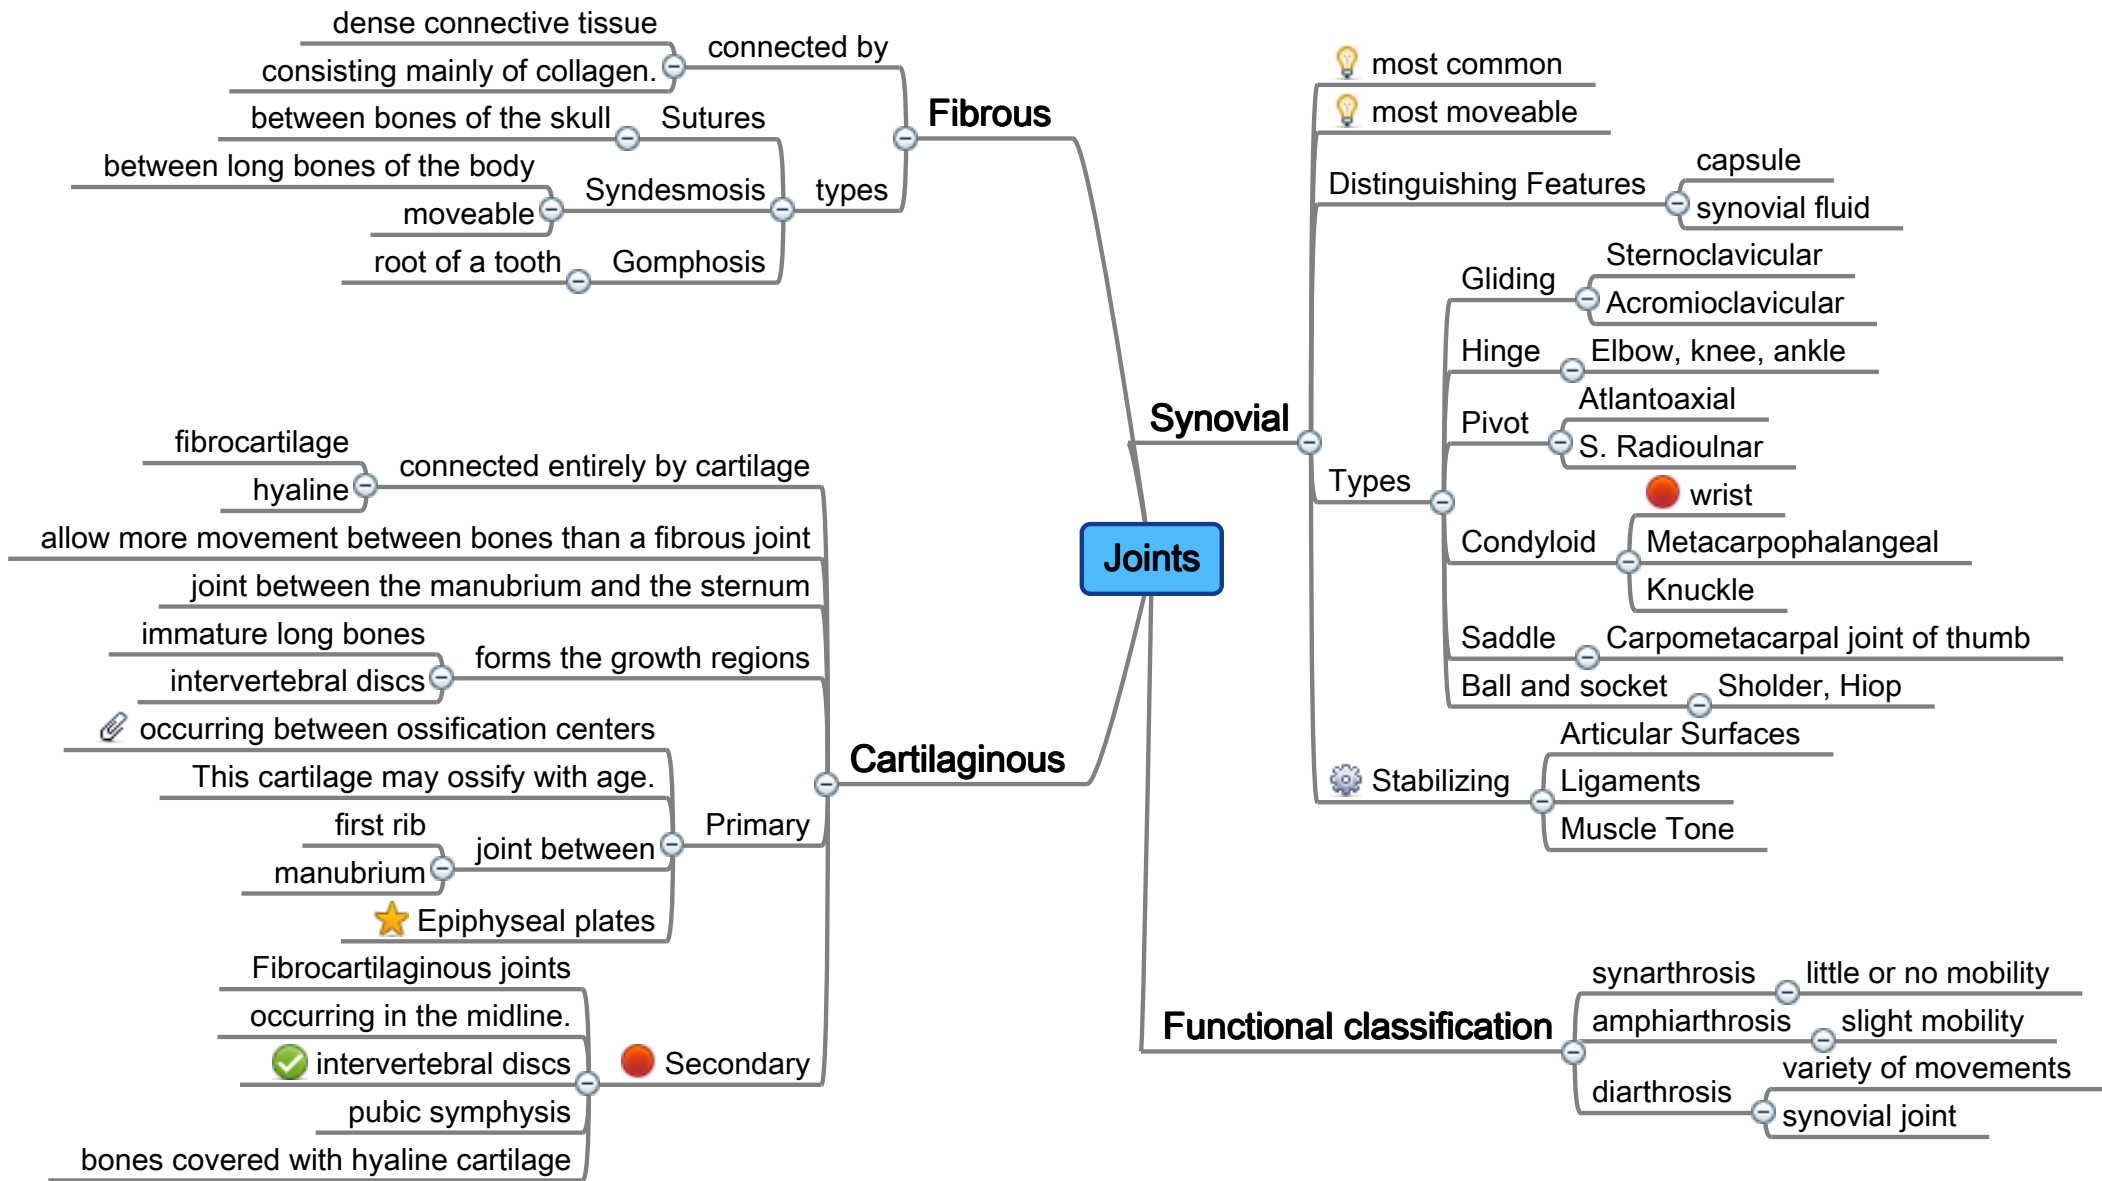 Joints
Fibrous
connected by
dense connective tissue
consisting mainly of collagen.
types
Sutures
between bones of the skull
Syndesmosis
between long bones of the body
moveable
Gomphosis
root of a tooth
Cartilaginous
connected entirely by cartilage
fibrocartilage
hyaline
allow more movement between bones than a fibrous joint
joint between the manubrium and the sternum
forms the growth regions
immature long bones
intervertebral discs
Primary
occurring between ossification centers
This cartilage may ossify with age.
joint between
first rib
manubrium
Epiphyseal plates
Secondary
Fibrocartilaginous joints
occurring in the midline.
intervertebral discs
pubic symphysis
bones covered with hyaline cartilage
Synovial
most common
most moveable
Distinguishing Features
capsule
synovial fluid
Types
Gliding
Sternoclavicular
Acromioclavicular
Hinge
Elbow, knee, ankle
Pivot
Atlantoaxial
S. Radioulnar
Condyloid
wrist
Metacarpophalangeal
Knuckle
Saddle
Carpometacarpal joint of thumb
Ball and socket
Sholder, Hiop
Stabilizing
Articular Surfaces
Ligaments
Muscle Tone
Functional classification
synarthrosis
little or no mobility
amphiarthrosis
slight mobility
diarthrosis
variety of movements
synovial joint